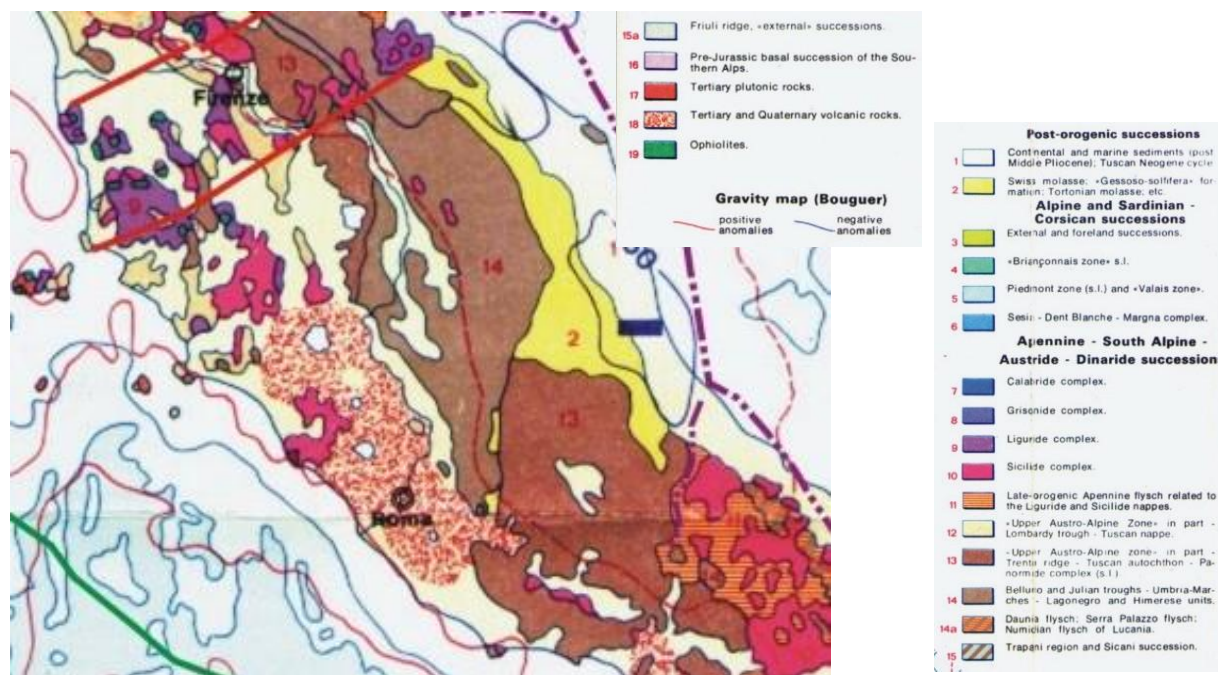 13
Firenze
9
14
2
13
Roma
15a Friuli ridge, «external» successions.
16 Pre-Jurassic basal succession of the Sou-
thern Alps.
17 Tertiary plutonic rocks.
18 Tertiary and Quaternary volcanic rocks.
19 Ophiolites.
Gravity map (Bouguer)
positive
anomalies
negative
anomalies
Post-orogenic successions
1 Continental and marine sediments (post
Middle Pliocene); Tuscan Neogene cycle
2 Swiss molasse; «Gessoso-solfifera» for-
mation; Tortonian molasse; etc.
Alpine and Sardinian -
Corsican successions
3 External and foreland successions.
4 «Briançonnais zone» s.l.
5 Piedmont zone (s.l.) and «Valais zone».
6 Sesia - Dent Blanche - Margna complex.
Apennine - South Alpine -
Austride - Dinaride succession
7 Calabride complex.
8 Grisonide complex.
9 Liguride complex.
10 Sicilide complex.
11 Late-orogenic Apennine flysch related to
the Liguride and Sicilide nappes.
12 «Upper Austro-Alpine Zone» in part -
Lombardy trough - Tuscan nappe.
13 «Upper Austro-Alpine zone» in part -
Trento ridge - Tuscan autochthon - Pa-
normide complex (s.l.)
14 Belluno and Julian troughs - Umbria-Mar-
ches - Lagonegro and Himerese units.
14a Daunia flysch; Serra Palazzo flysch;
Numidian flysch of Lucania.
15 Trapani region and Sicani succession.